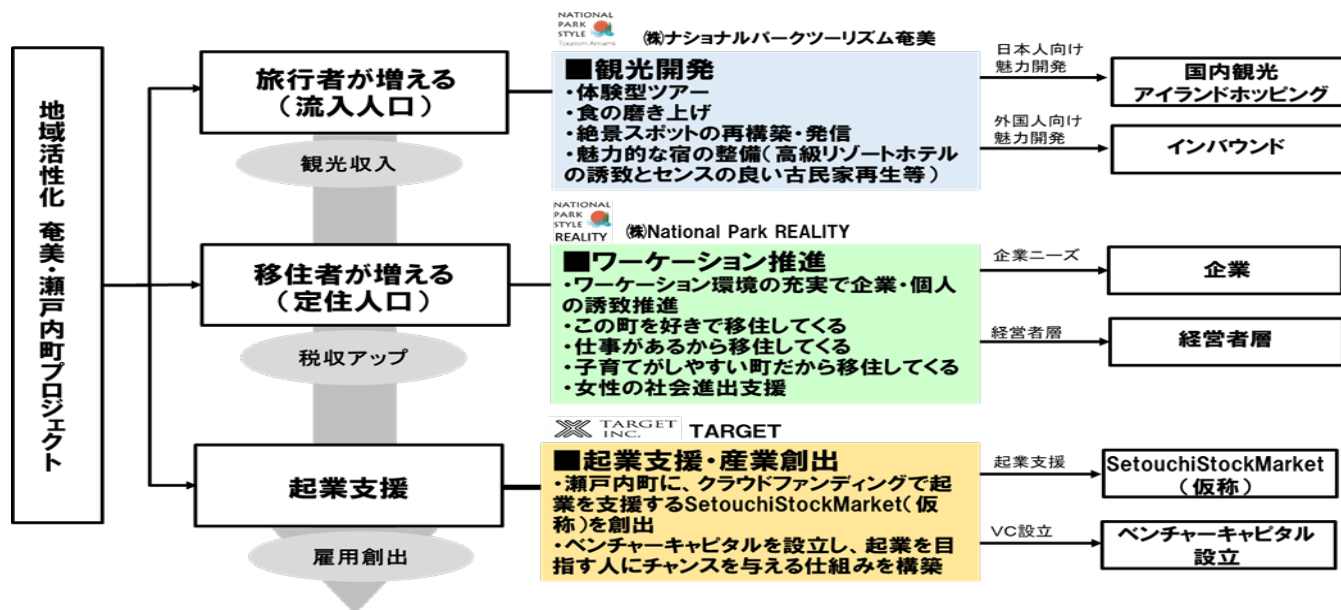 地域活性化 奄美・瀬戸内町プロジェクト
旅行者が増える
(流入人口)
観光収入
移住者が増える
(定住人口)
税収アップ
起業支援
雇用創出
NATIONAL
PARK
STYLE
Tourism Amami
㈱ナショナルパークツーリズム奄美
■観光開発
・体験型ツアー
・食の磨き上げ
・絶景スポットの再構築・発信
・魅力的な宿の整備(高級リゾートホテル
の誘致とセンスの良い古民家再生等)
日本人向け
魅力開発
国内観光
アイランドホッピング
外国人向け
魅力開発
インバウンド
NATIONAL
PARK
STYLE
REALITY
㈱National Park REALITY
■ワーケーション推進
・ワーケーション環境の充実で企業・個人
の誘致推進
・この町を好きで移住してくる
・仕事があるから移住してくる
・子育てがしやすい町だから移住してくる
・女性の社会進出支援
企業ニーズ
企業
経営者層
経営者層
TARGET
INC.
TARGET
■起業支援・産業創出
・瀬戸内町に、クラウドファンディングで起
業を支援するSetouchiStockMarket(仮
称)を創出
・ベンチャーキャピタルを設立し、起業を目
指す人にチャンスを与える仕組みを構築
起業支援
SetouchiStockMarket
(仮称)
VC設立
ベンチャーキャピタル
設立